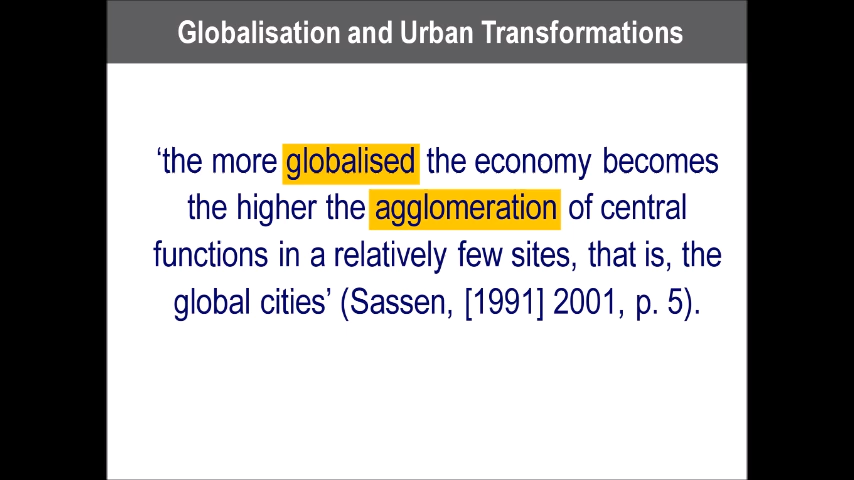 Globalisation and Urban Transformations
‘the more globalised the economy becomes
the higher the agglomeration of central
functions in a relatively few sites, that is, the
global cities’ (Sassen, [1991] 2001, p. 5).